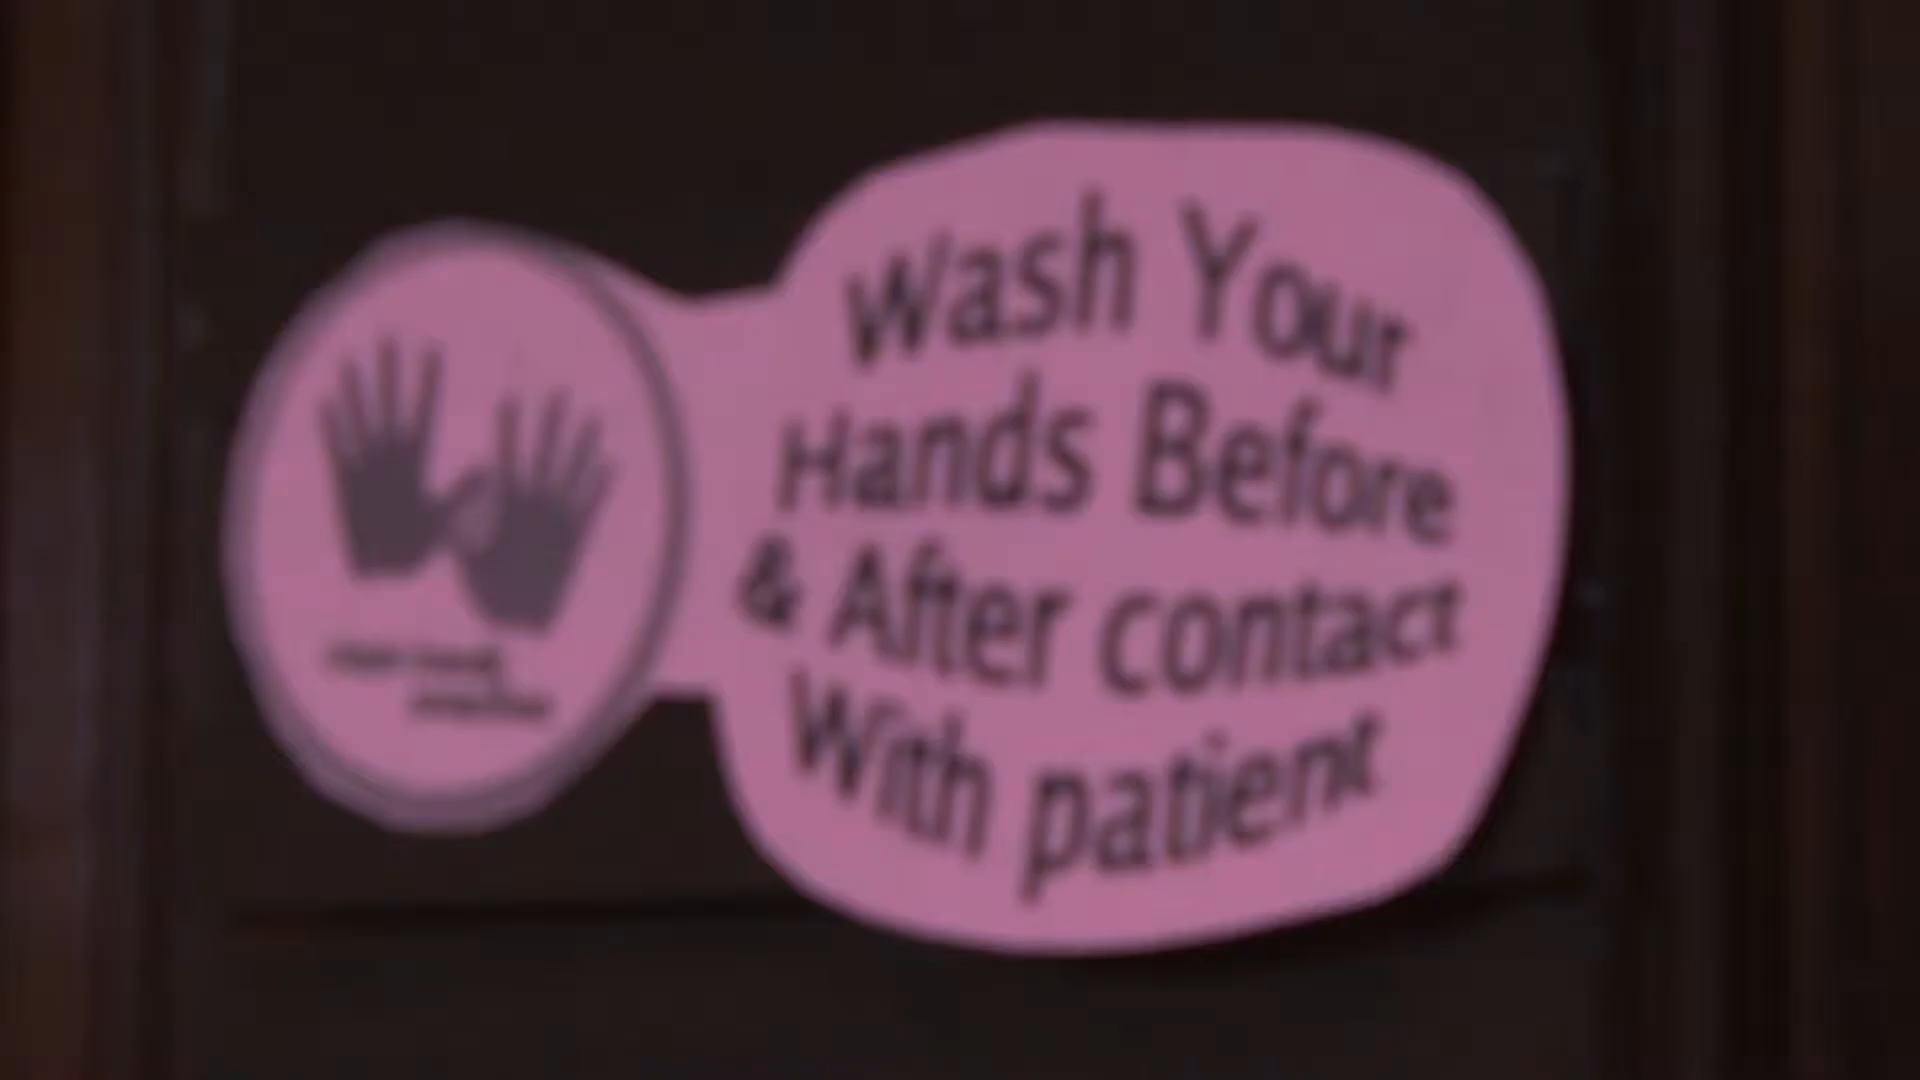 Wash Your
Hands Before
& After contact
With patient